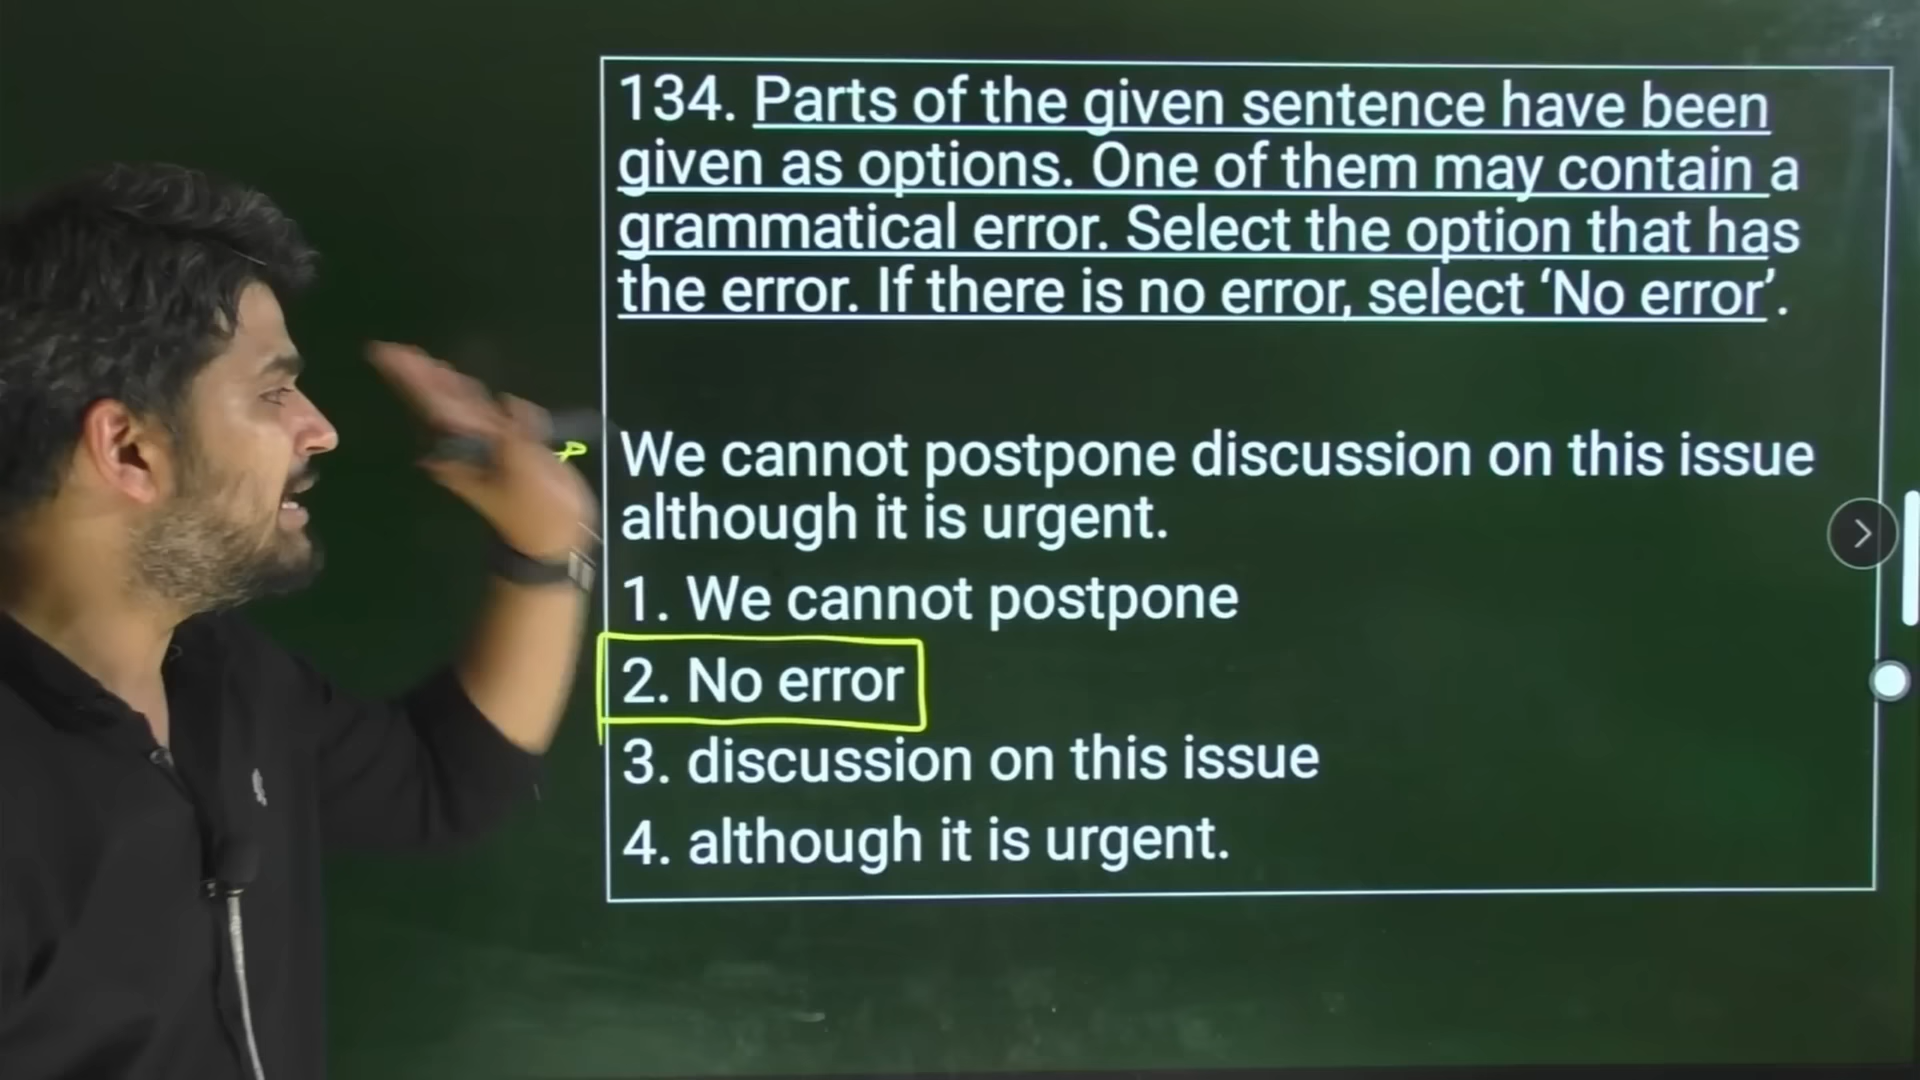 134. Parts of the given sentence have been
given as options. One of them may contain a
grammatical error. Select the option that has
the error. If there is no error, select ‘No error’.
We cannot postpone discussion on this issue
although it is urgent.
1. We cannot postpone
2. No error
3. discussion on this issue
4. although it is urgent.